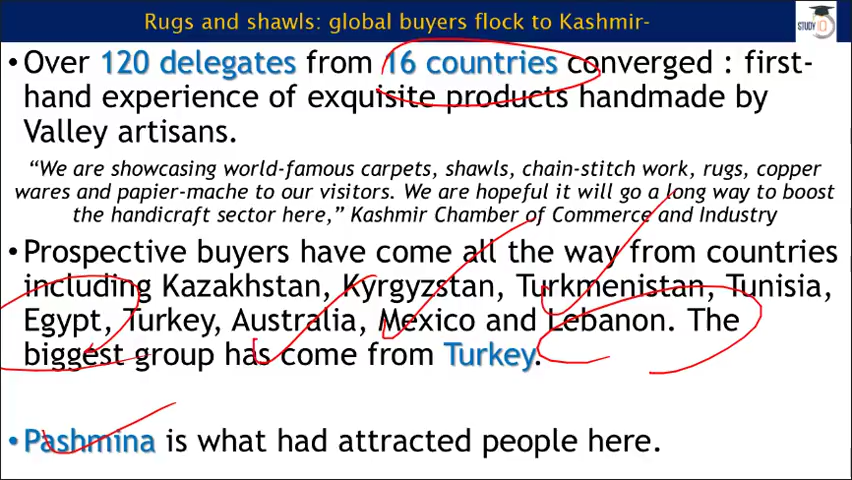 Rugs and shawls: global buyers flock to Kashmir-
STUDY IQ
•Over 120 delegates from 16 countries converged : first-
hand experience of exquisite products handmade by
Valley artisans.
“We are showcasing world-famous carpets, shawls, chain-stitch work, rugs, copper
wares and papier-mache to our visitors. We are hopeful it will go a long way to boost
the handicraft sector here,” Kashmir Chamber of Commerce and Industry
•Prospective buyers have come all the way from countries
including Kazakhstan, Kyrgyzstan, Turkmenistan, Tunisia,
Egypt, Turkey, Australia, Mexico and Lebanon. The
biggest group has come from Turkey.
•Pashmina is what had attracted people here.